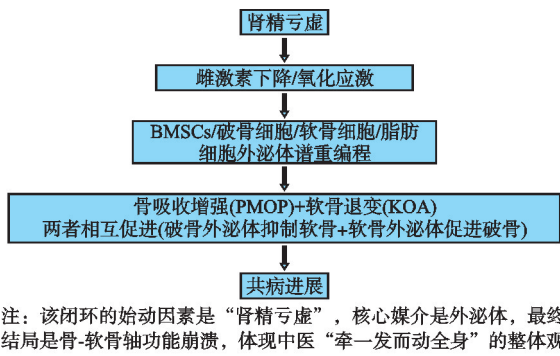 肾精亏虚
雌激素下降/氧化应激
BMSCs/破骨细胞/软骨细胞/脂肪
细胞外泌体谱重编程
骨吸收增强(PMOP)+软骨退变(KOA)
两者相互促进(破骨外泌体抑制软骨+软骨外泌体促进破骨)
共病进展
注：该闭环的始动因素是“肾精亏虚”，核心媒介是外泌体，最终
结局是骨-软骨轴功能崩溃，体现中医“牵一发而动全身”的整体观